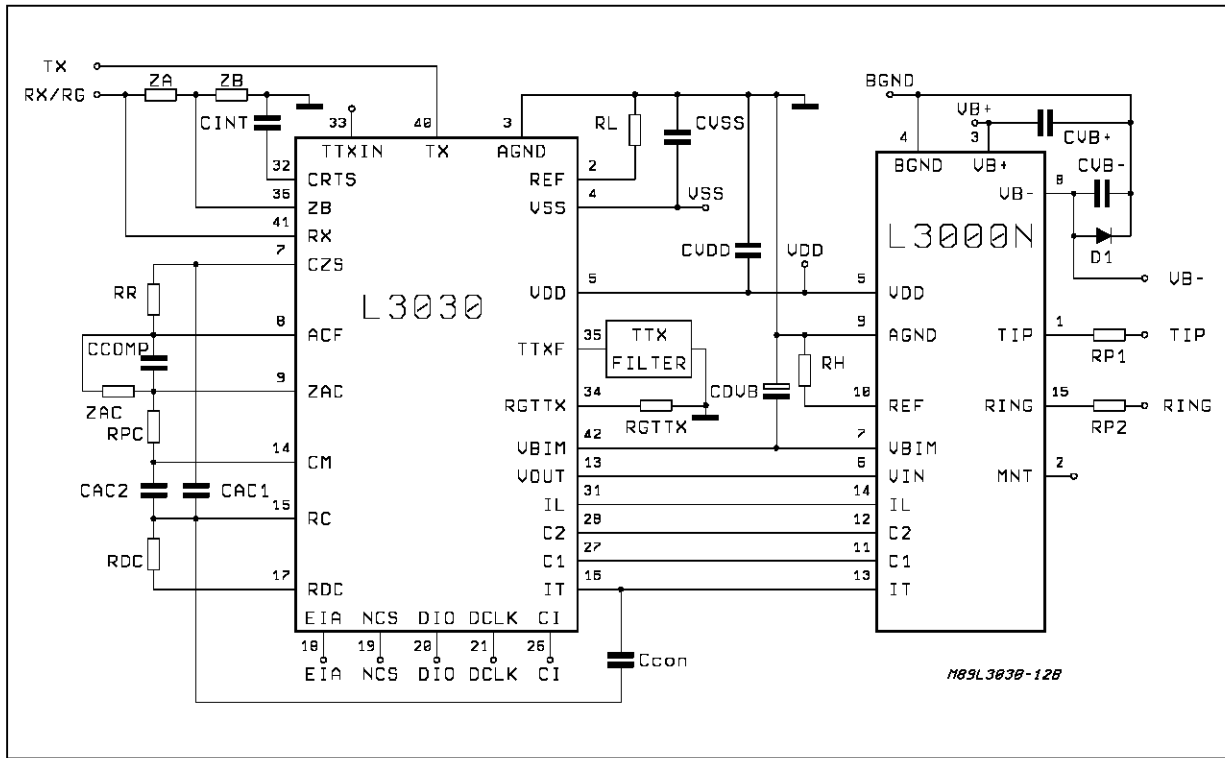 TX
RX/RG
ZA
ZB
CINT
33
40
3
TTXIN
TX
AGND
32
CRTS
36
ZB
41
RX
7
CZS
RR
L3030
8
ACF
CCOMP
9
ZAC
ZAC
RPC
14
CM
CAC2
CAC1
15
RC
RDC
17
RDC
EIA
NCS
DIO
DCLK
CI
18
19
20
21
26
EIA
NCS
DIO
DCLK
CI
RL
CVSS
2
REF
4
VSS
VSS
CVDD
VDD
5
VDD
35
TTXF
TTX
FILTER
34
RGTTX
RGTTX
CDVB
RH
42
VBIM
13
VOUT
31
IL
28
C2
27
C1
16
IT
Ccon
BGND
VB+
4
3
CVB+
BGND
VB+
CVB-
8
VB-
L3000N
D1
VB-
5
VDD
9
AGND
1
TIP
TIP
RP1
10
REF
15
RING
RING
RP2
7
VBIM
6
VIN
2
MNT
14
IL
12
C2
11
C1
13
IT
M89L3030-12B